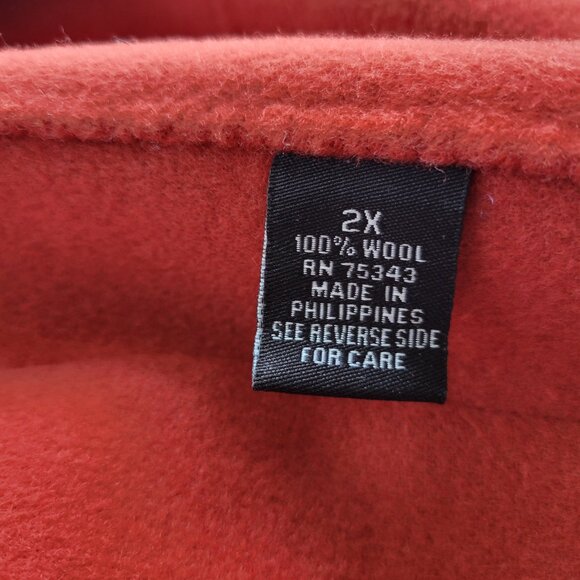 2X
100% WOOL
RN 75343
MADE IN
PHILIPPINES
SEE REVERSE SIDE
FOR CARE